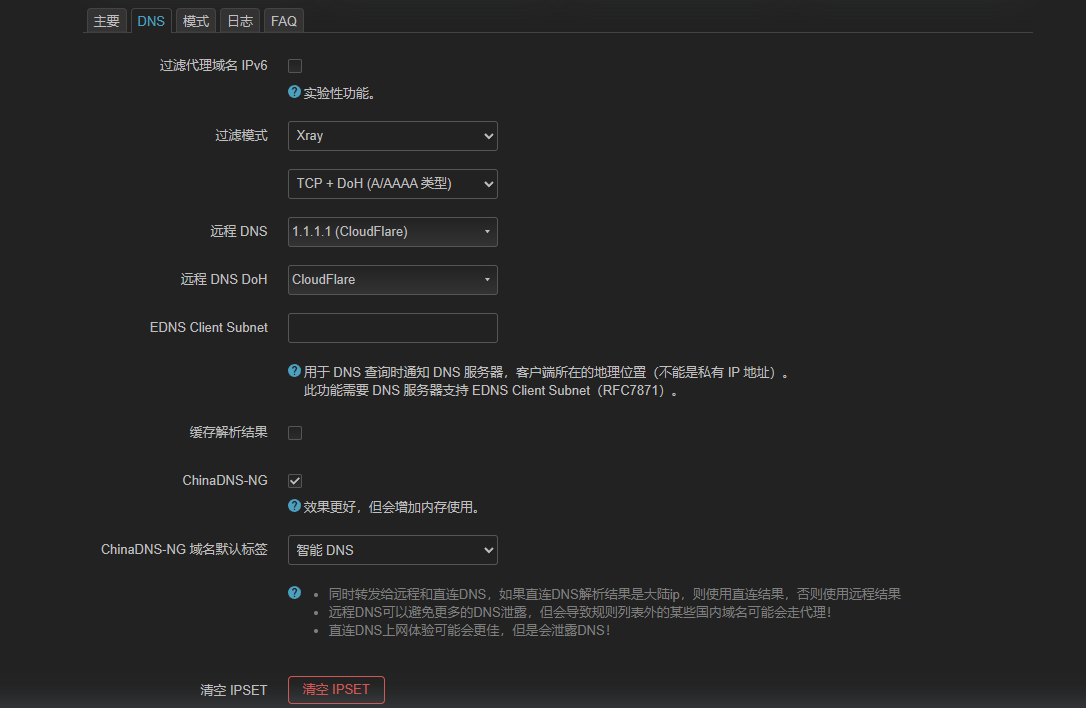 主要 DNS 模式 日志 FAQ
过滤代理域名 IPv6
实验性功能。
过滤模式 Xray
TCP + DoH (A/AAAA 类型)
远程 DNS 1.1.1.1 (CloudFlare)
远程 DNS DoH CloudFlare
EDNS Client Subnet
用于 DNS 查询时通知 DNS 服务器，客户端所在的地理位置（不能是私有 IP 地址）。
此功能需要 DNS 服务器支持 EDNS Client Subnet（RFC7871）。
缓存解析结果
ChinaDNS-NG
效果更好，但会增加内存使用。
ChinaDNS-NG 域名默认标签 智能 DNS
同时转发给远程和直连DNS，如果直连DNS解析结果是大陆ip，则使用直连结果，否则使用远程结果
远程DNS可以避免更多的DNS泄露，但会导致规则列表外的某些国内域名可能会走代理！
直连DNS上网体验可能会更佳，但是会泄露DNS！
清空 IPSET 清空 IPSET